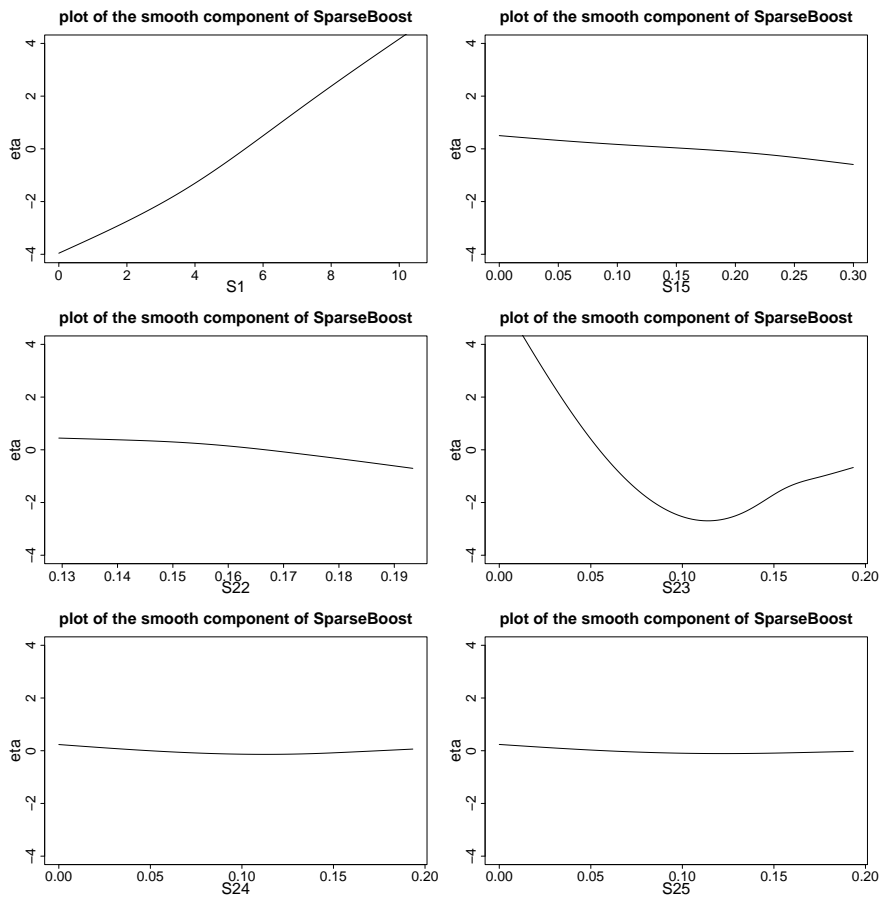 plot of the smooth component of SparseBoost
eta
−4 −2 0 2 4
0 2 4 6 8 10
S1
plot of the smooth component of SparseBoost
eta
−4 −2 0 2 4
0.00 0.05 0.10 0.15 0.20 0.25 0.30
S15
plot of the smooth component of SparseBoost
eta
−4 −2 0 2 4
0.13 0.14 0.15 0.16 0.17 0.18 0.19
S22
plot of the smooth component of SparseBoost
eta
−4 −2 0 2 4
0.00 0.05 0.10 0.15 0.20
S23
plot of the smooth component of SparseBoost
eta
−4 −2 0 2 4
0.00 0.05 0.10 0.15 0.20
S24
plot of the smooth component of SparseBoost
eta
−4 −2 0 2 4
0.00 0.05 0.10 0.15 0.20
S25